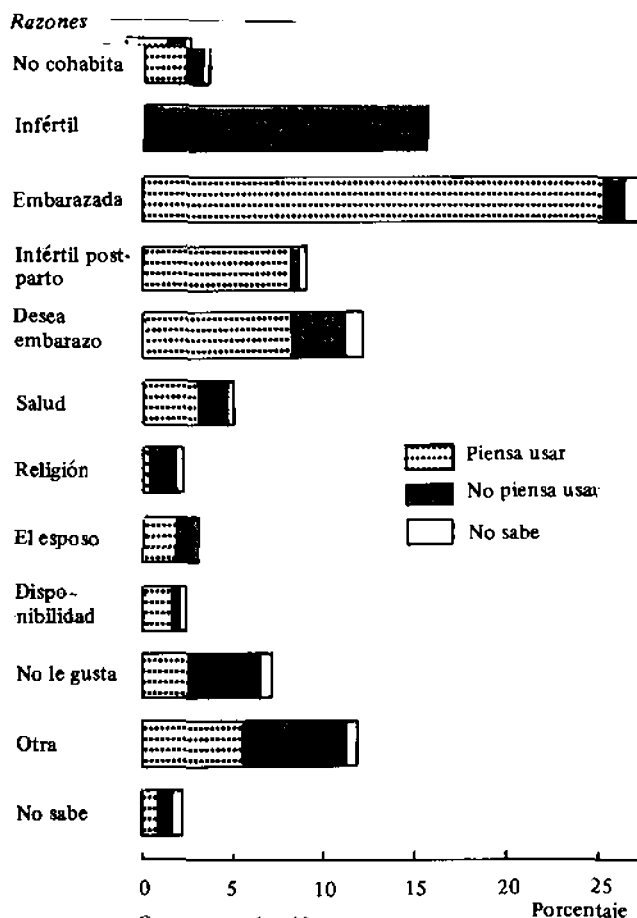 Razones
No cohabita
Infértil
Embarazada
Infértil post-
parto
Desea
embarazo
Salud
Religión
El esposo
Dispo-
nibilidad
No le gusta
Otra
No sabe
Piensa usar
No piensa usar
No sabe
0 5 10 15 20 25
Porcentaje